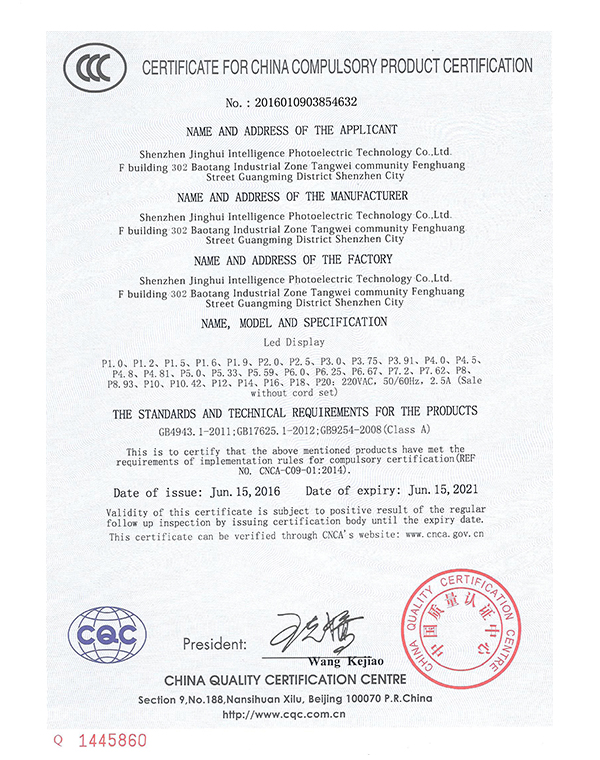 CCC
CERTIFICATE FOR CHINA COMPULSORY PRODUCT CERTIFICATION
No. : 2016010903854632
NAME AND ADDRESS OF THE APPLICANT
Shenzhen Jinghui Intelligence Photoelectric Technology Co.,Ltd.
F building 302 Baotang Industrial Zone Tangwei community Fenghuang
Street Guangming District Shenzhen City
NAME AND ADDRESS OF THE MANUFACTURER
Shenzhen Jinghui Intelligence Photoelectric Technology Co.,Ltd.
F building 302 Baotang Industrial Zone Tangwei community Fenghuang
Street Guangming District Shenzhen City
NAME AND ADDRESS OF THE FACTORY
Shenzhen Jinghui Intelligence Photoelectric Technology Co.,Ltd.
F building 302 Baotang Industrial Zone Tangwei community Fenghuang
Street Guangming District Shenzhen City
NAME, MODEL AND SPECIFICATION
Led Display
P1.0、P1.2、P1.5、P1.6、P1.9、P2.0、P2.5、P3.0、P3.75、P3.91、P4.0、P4.5、
P4.8、P4.81、P5.0、P5.33、P5.59、P6.0、P6.25、P6.67、P7.2、P7.62、P8、
P8.93、P10、P10.42、P12、P14、P16、P18、P20: 220VAC, 50/60Hz, 2.5A (Sale
without cord set)
THE STANDARDS AND TECHNICAL REQUIREMENTS FOR THE PRODUCTS
GB4943.1-2011;GB17625.1-2012;GB9254-2008(Class A)
This is to certify that the above mentioned products have met the
requirements of implementation rules for compulsory certification(REF
NO. CNCA-C09-01:2014).
Date of issue: Jun.15,2016 Date of expiry: Jun.15,2021
Validity of this certificate is subject to positive result of the regular
follow up inspection by issuing certification body until the expiry date.
This certificate can be verified through CNCA's website: www.cnca.gov.cn
CQC
President:
Wang Kejiao
CHINA QUALITY CERTIFICATION CENTRE
中国质量认证中心
CHINA QUALITY CERTIFICATION CENTRE
Section 9,No.188,Nansihuan Xilu, Beijing 100070 P.R.China
http://www.cqc.com.cn
Q 1445860